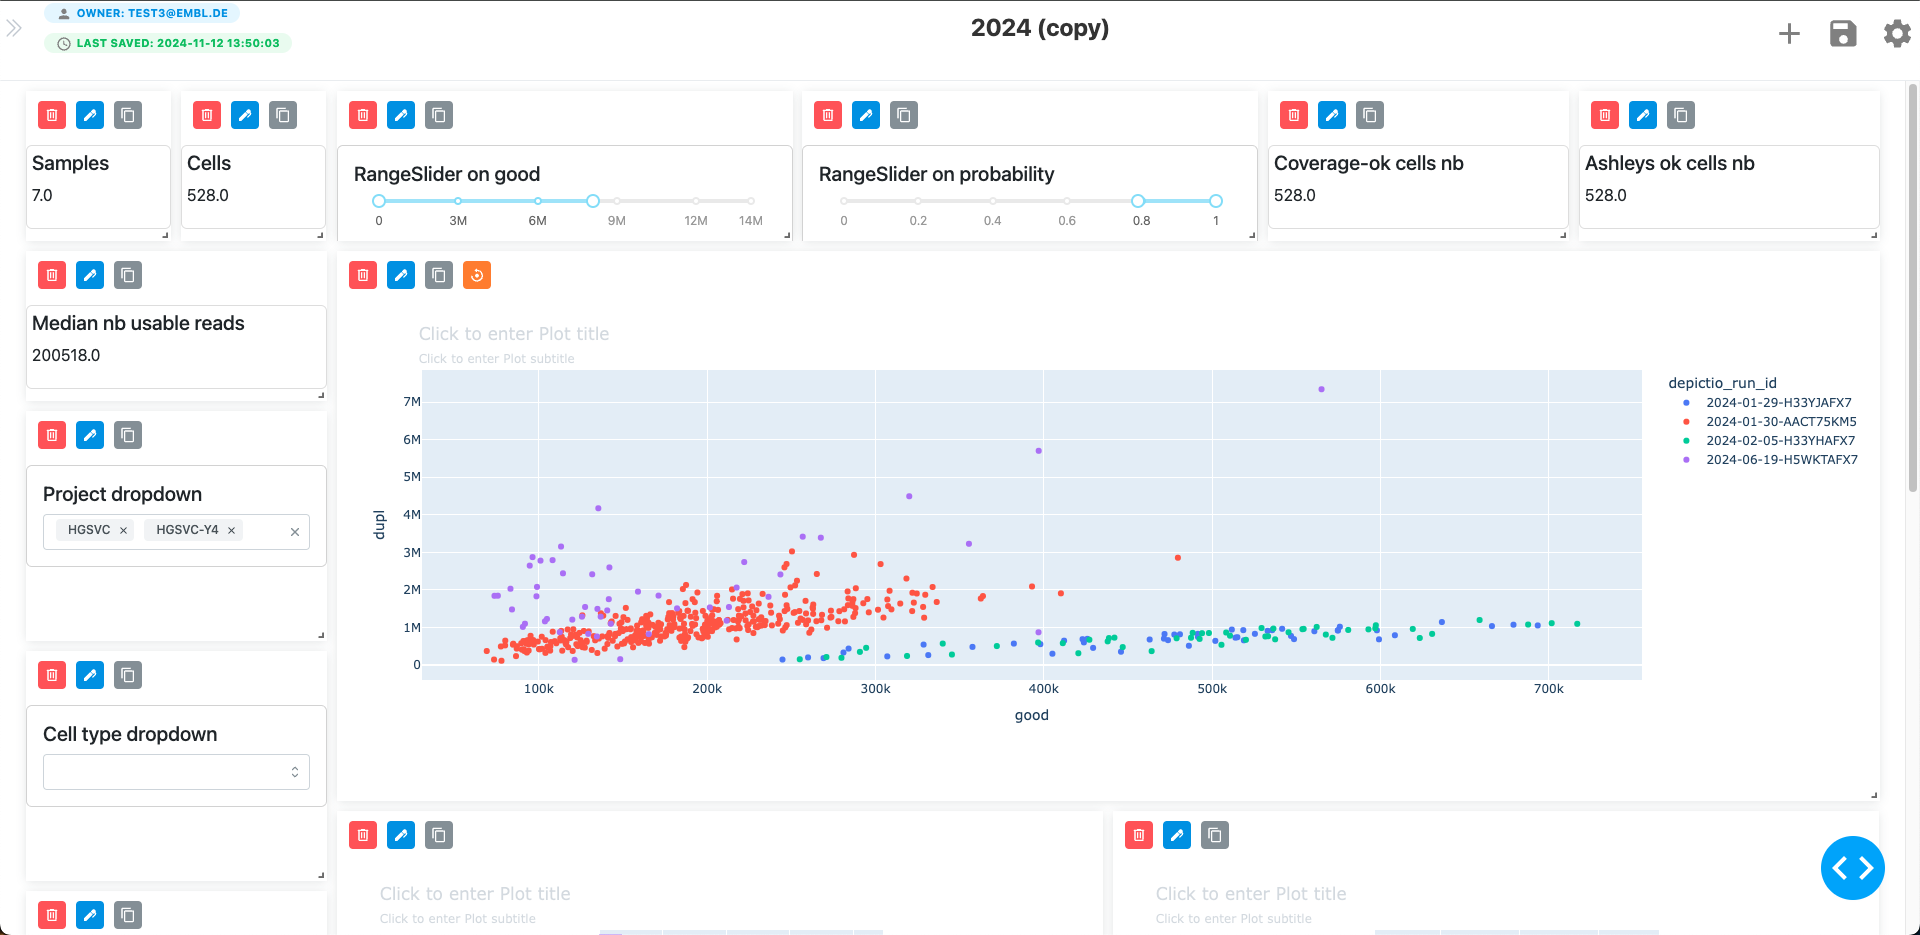 OWNER: TEST3@EMBL.DE
LAST SAVED: 2024-11-12 13:50:03
2024 (copy)
Samples
7.0
Cells
528.0
RangeSlider on good
0 3M 6M 9M 12M 14M
RangeSlider on probability
0 0.2 0.4 0.6 0.8 1
Coverage-ok cells nb
528.0
Ashleys ok cells nb
528.0
Median nb usable reads
200518.0
Project dropdown
HGSVC × HGSVC-Y4 × ×
Cell type dropdown
Click to enter Plot title
Click to enter Plot subtitle
7M
6M
5M
4M
3M
2M
1M
0
dupl
100k 200k 300k 400k 500k 600k 700k
good
depictio_run_id
2024-01-29-H33YJAFX7
2024-01-30-AACT75KM5
2024-02-05-H33YHAFX7
2024-06-19-H5WKTAFX7
Click to enter Plot title
Click to enter Plot subtitle
Click to enter Plot title
Click to enter Plot subtitle